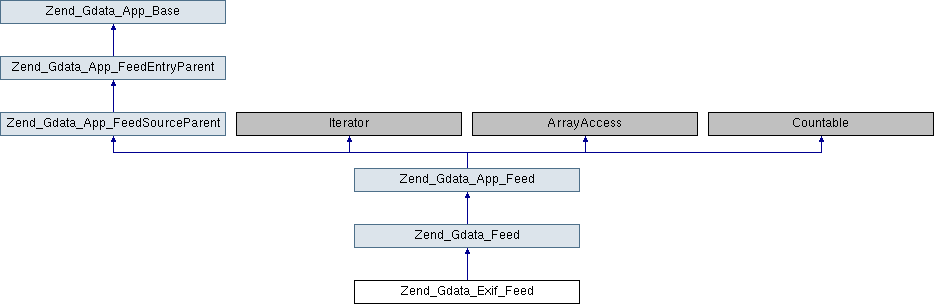 Zend_Gdata_App_Base
Zend_Gdata_App_FeedEntryParent
Zend_Gdata_App_FeedSourceParent
Iterator
ArrayAccess
Countable
Zend_Gdata_App_Feed
Zend_Gdata_Feed
Zend_Gdata_Exif_Feed